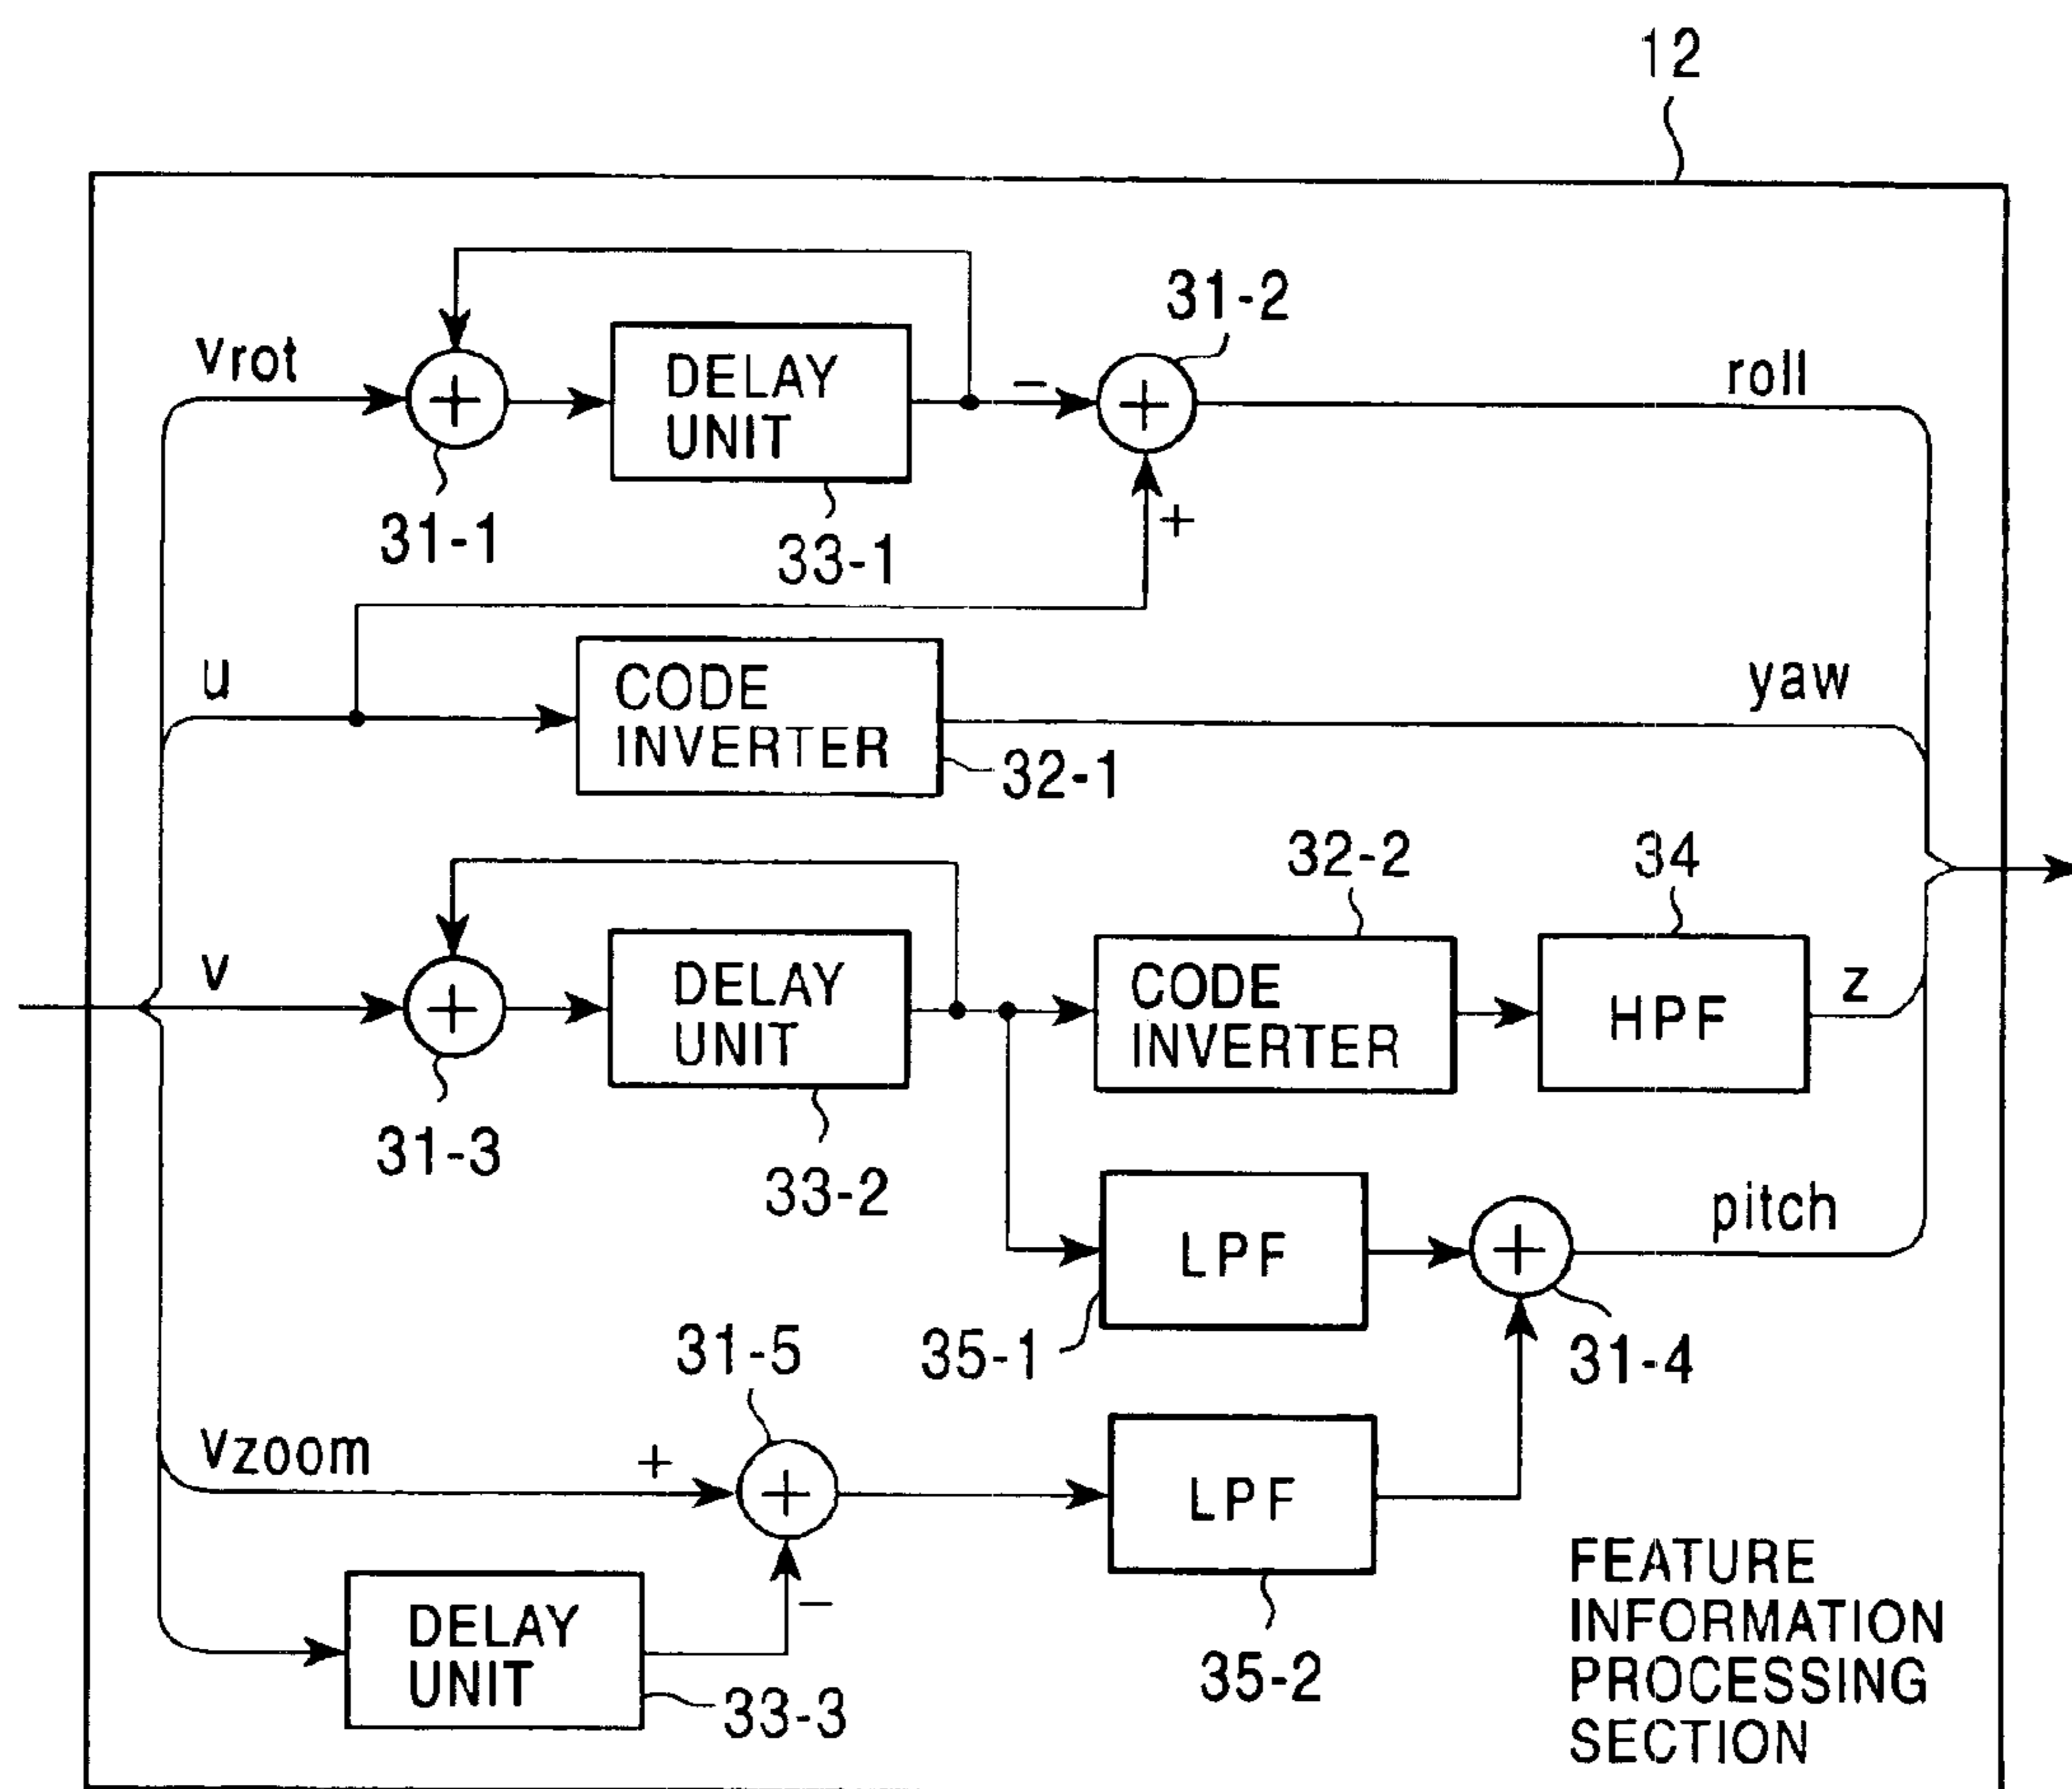 12
31-2
vrot
+
DELAY
UNIT
−
+
roll
31-1
33-1
+
u
CODE
INVERTER
yaw
32-1
32-2
34
v
+
DELAY
UNIT
CODE
INVERTER
HPF
z
31-3
33-2
LPF
+
pitch
31-5
35-1
31-4
vzoom
+
+
LPF
DELAY
UNIT
−
33-3
35-2
FEATURE
INFORMATION
PROCESSING
SECTION